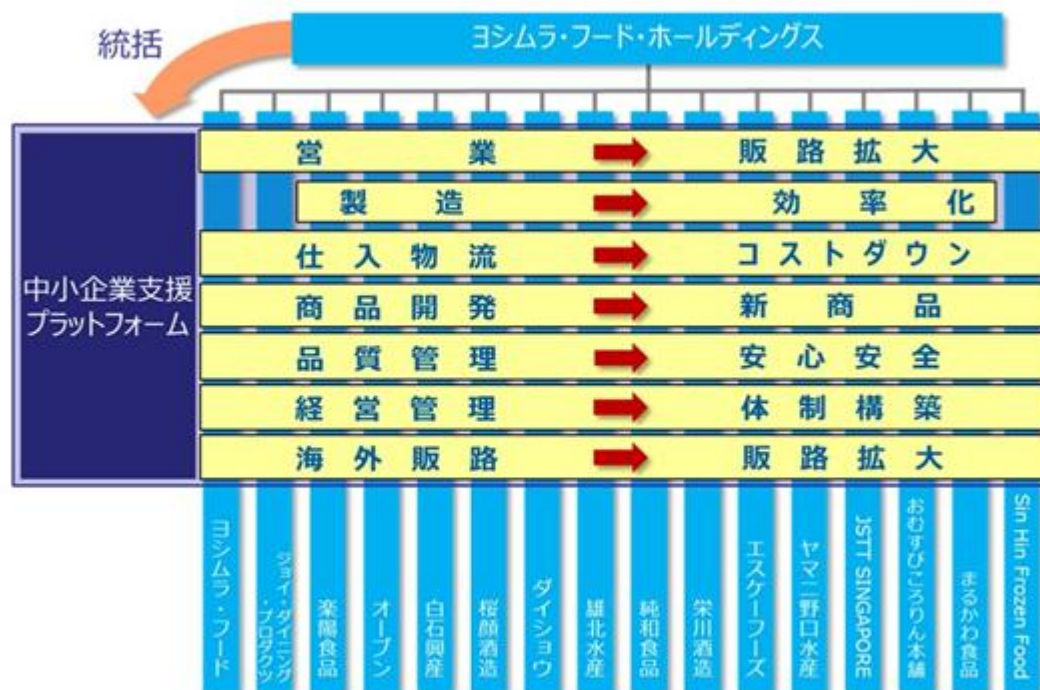 統括
ヨシムラ・フード・ホールディングス
中小企業支援
プラットフォーム
営業 販路拡大
製造 効率化
仕入物流 コストダウン
商品開発 新商品
品質管理 安心安全
経営管理 体制構築
海外販路 販路拡大
ヨシムラ・フード
ジョイ・ダイニング
・プロダクツ
楽陽食品
オーブン
白石興産
桜顔酒造
ダイショウ
雄北水産
純和食品
栄川酒造
エスケーフーズ
ヤマニ野口水産
JSTT SINGAPORE
おむすびころりん本舗
まるかわ食品
Sin Hin Frozen Food